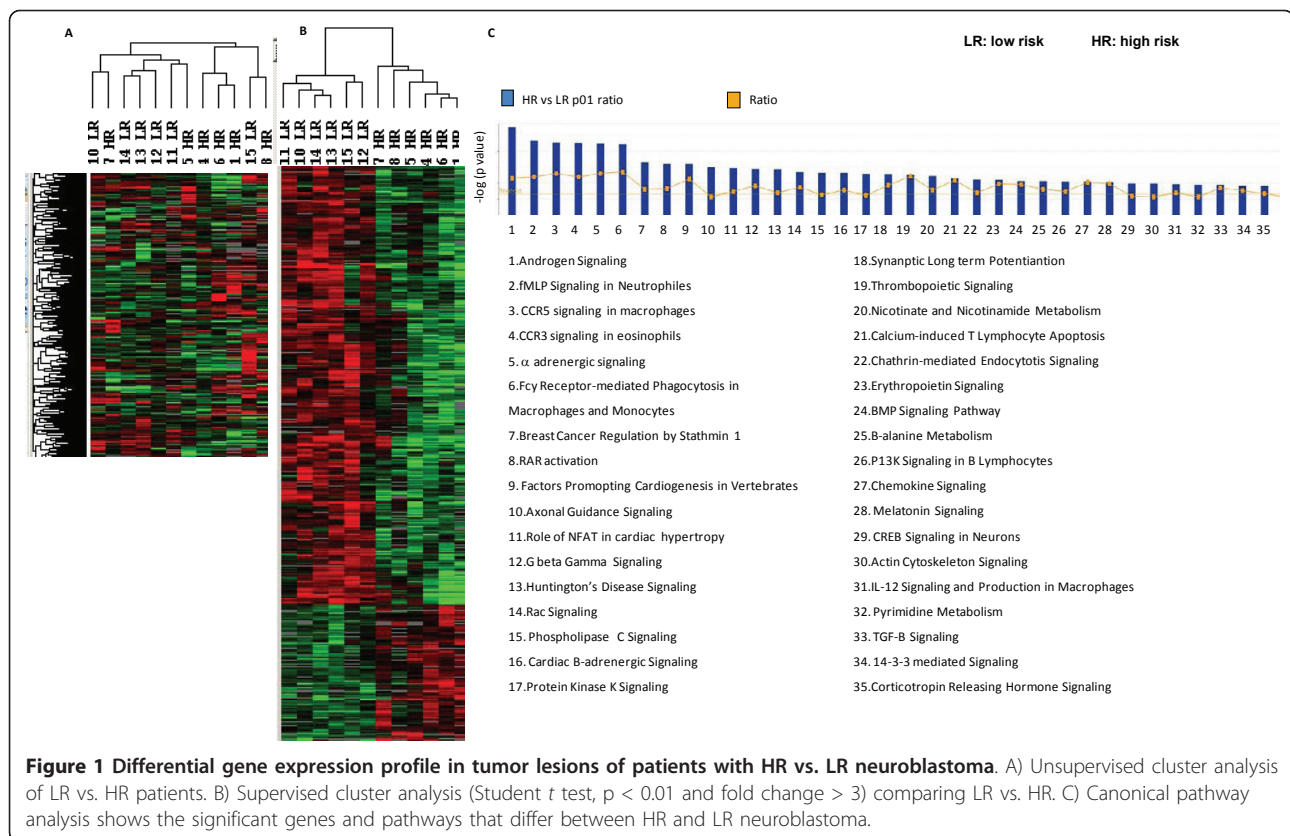 A
B
C
LR: low risk HR: high risk
HR vs LR p01 ratio
Ratio
10 LR
7 HR
14 LR
13 LR
12 LR
11 LR
5 HR
4 HR
6 HR
1 HR
15 LR
8 HR
11 LR
10 LR
14 LR
13 LR
15 LR
12 LR
7 HR
8 HR
5 HR
4 HR
6 HR
1 HR
-log (p value)
1 2 3 4 5 6 7 8 9 10 11 12 13 14 15 16 17 18 19 20 21 22 23 24 25 26 27 28 29 30 31 32 33 34 35
1.Androgen Signaling
2.fMLP Signaling in Neutrophiles
3. CCR5 signaling in macrophages
4.CCR3 signaling in eosinophils
5. α adrenergic signaling
6.Fcy Receptor-mediated Phagocytosis in
Macrophages and Monocytes
7.Breast Cancer Regulation by Stathmin 1
8.RAR activation
9. Factors Promopting Cardiogenesis in Vertebrates
10.Axonal Guidance Signaling
11.Role of NFAT in cardiac hypertropy
12.G beta Gamma Signaling
13.Huntington's Disease Signaling
14.Rac Signaling
15. Phospholipase C Signaling
16. Cardiac B-adrenergic Signaling
17.Protein Kinase K Signaling
18.Synanptic Long term Potentiantion
19.Thrombopoietic Signaling
20. Nicotinate and Nicotinamide Metabolism
21.Calcium-induced T Lymphocyte Apoptosis
22.Chathrin-mediated Endocytotis Signaling
23.Erythropoietin Signaling
24.BMP Signaling Pathway
25.B-alanine Metabolism
26.P13K Signaling in B Lymphocytes
27.Chemokine Signaling
28. Melatonin Signaling
29. CREB Signaling in Neurons
30.Actin Cytoskeleton Signaling
31.IL-12 Signaling and Production in Macrophages
32. Pyrimidine Metabolism
33.TGF-B Signaling
34. 14-3-3 mediated Signaling
35.Corticotropin Releasing Hormone Signaling
Figure 1 Differential gene expression profile in tumor lesions of patients with HR vs. LR neuroblastoma. A) Unsupervised cluster analysis
of LR vs. HR patients. B) Supervised cluster analysis (Student t test, p < 0.01 and fold change > 3) comparing LR vs. HR. C) Canonical pathway
analysis shows the significant genes and pathways that differ between HR and LR neuroblastoma.